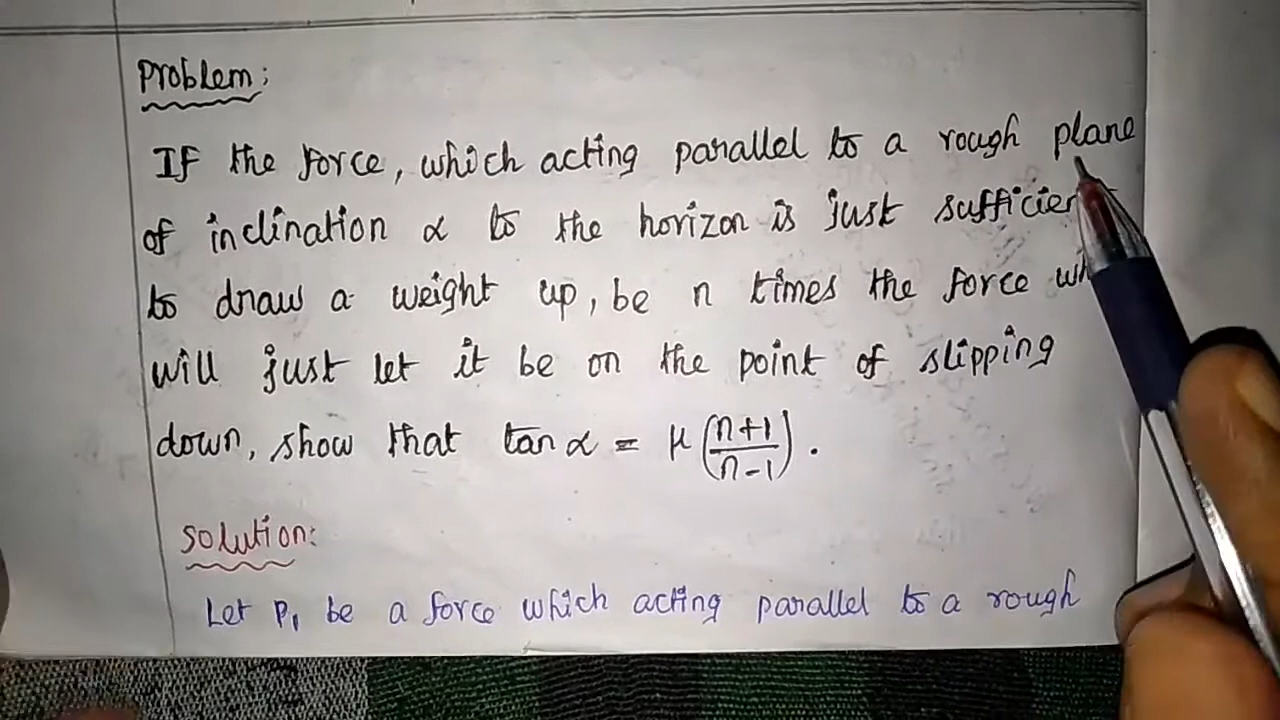 Problem:
If the force, which acting parallel to a rough plane
of inclination α to the horizon is just
to draw a weight up, be n times the force
will just let it be on the point of slipping
down, show that tan α = μ(n+1/n-1).
Solution:
Let P₁ be a force which acting parallel to a rough